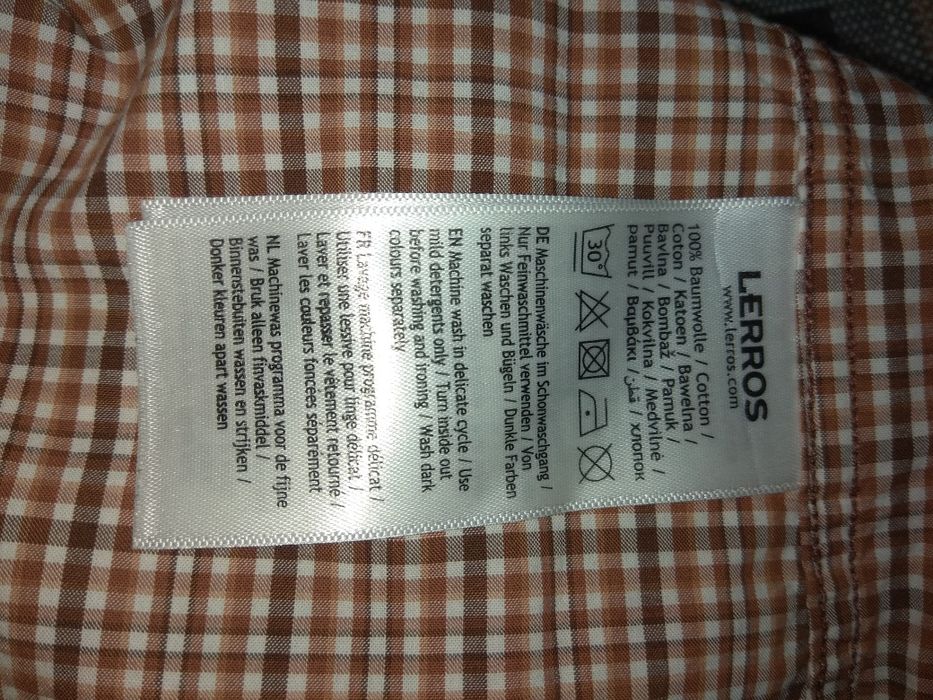 LERROS
www.lerros.com
100% Baumwolle / Cotton /
Coton / Katoen / Bawełna /
Bavlna / Bombaž / Pamuk /
Puuvill / Kokvilna / Medvilnė /
pamut / Βαμβάκι / قطن / хлопок
30°
DE Maschinenwäsche im Schonwaschgang /
Nur Feinwaschmittel verwenden / Von
links Waschen und Bügeln / Dunkle Farben
separat waschen
EN Machine wash in delicate cycle / Use
mild detergents only / Turn inside out
before washing and ironing / Wash dark
colours separately
FR Lavage machine programme délicat /
Utiliser une lessive pour linge délicat /
Laver et repasser le vêtement retourné /
Laver les couleurs foncées séparément
NL Machinewas programma voor de fijne
was / Bruk alleen finvaskmiddel /
Binnenstebuiten wassen en strijken /
Donker kleuren apart wassen